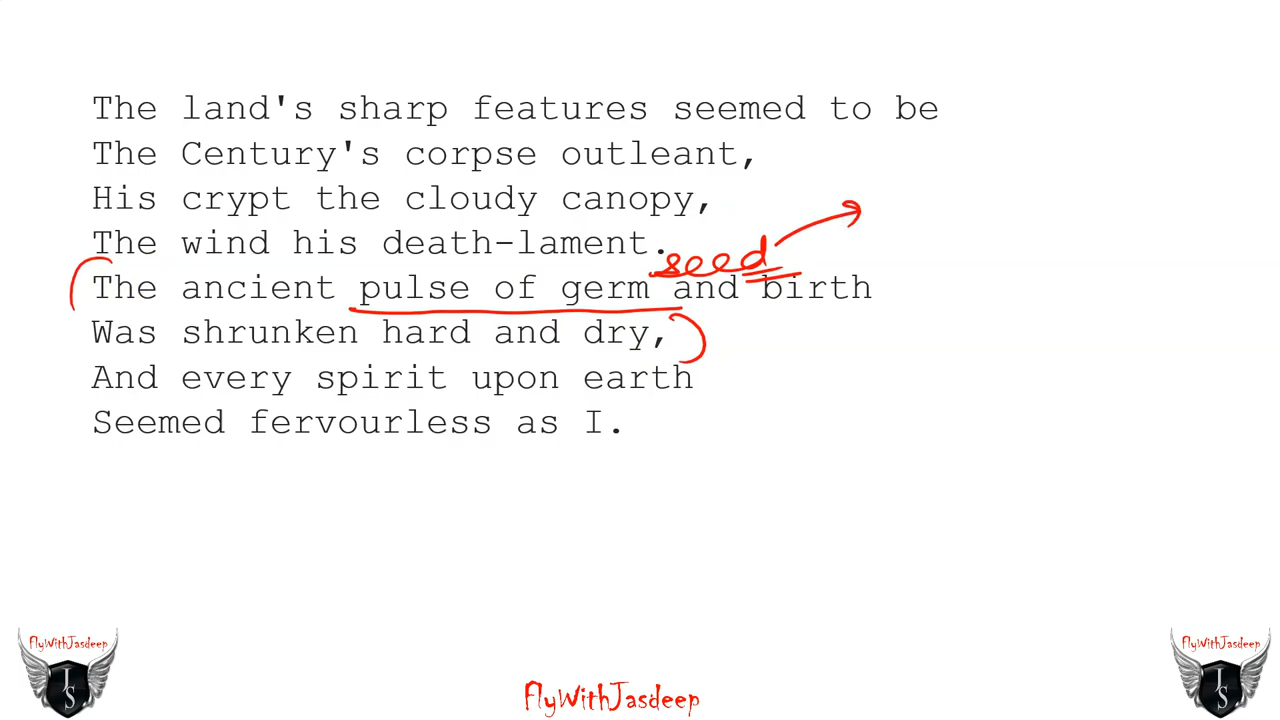 The land's sharp features seemed to be
The Century's corpse outleant,
His crypt the cloudy canopy,
The wind his death-lament.
seed
The ancient pulse of germ and birth
Was shrunken hard and dry,
And every spirit upon earth
Seemed fervourless as I.
FlyWithJasdeep
JS
FlyWithJasdeep
FlyWithJasdeep
JS